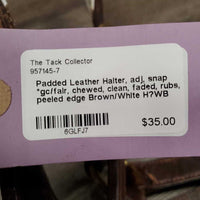 The Tack Collector
957145-7
Padded Leather Halter, adj, snap
*gc/fair, chewed, clean, faded, rubs,
peeled edge Brown/White H?WB
6GLFJ7
$35.00